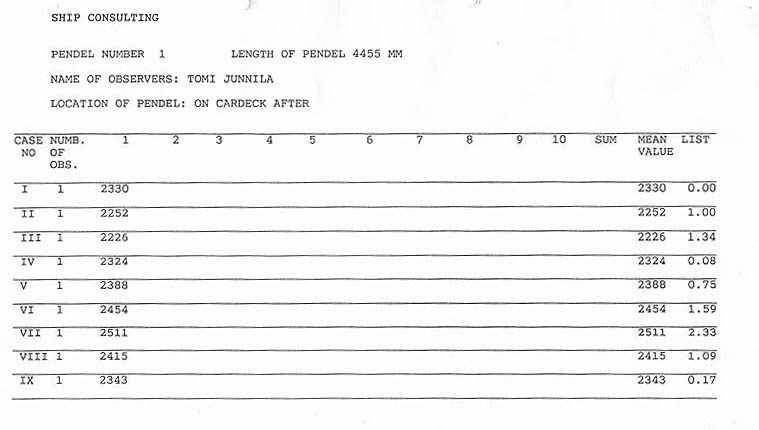 SHIP CONSULTING
PENDEL NUMBER 1 LENGTH OF PENDEL 4455 MM
NAME OF OBSERVERS: TOMI JUNNILA
LOCATION OF PENDEL: ON CARDECK AFTER
CASE NUMB. 1 2 3 4 5 6 7 8 9 10 SUM MEAN LIST
NO OF VALUE
OBS.
I 1 2330 2330 0.00
II 1 2252 2252 1.00
III 1 2226 2226 1.34
IV 1 2324 2324 0.08
V 1 2388 2388 0.75
VI 1 2454 2454 1.59
VII 1 2511 2511 2.33
VIII 1 2415 2415 1.09
IX 1 2343 2343 0.17